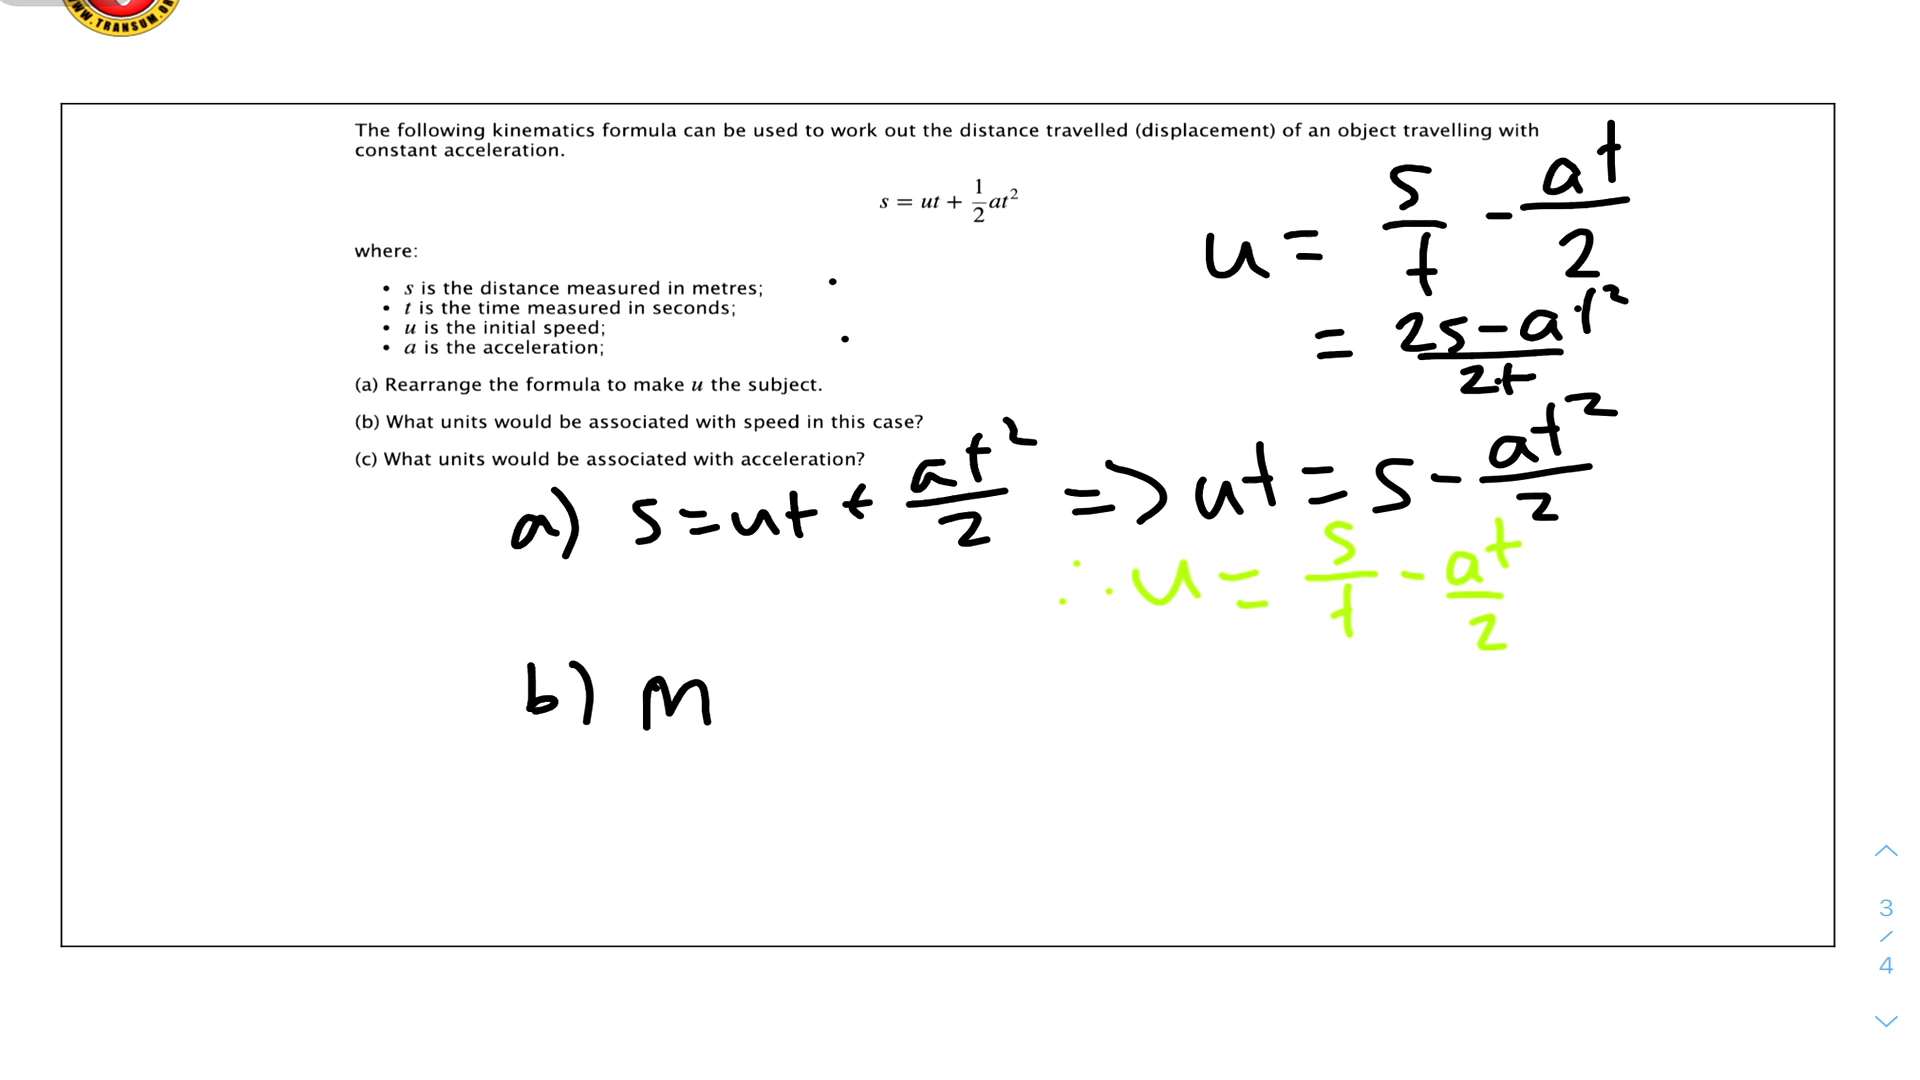 WWW.TRANSUM.ORG
The following kinematics formula can be used to work out the distance travelled (displacement) of an object travelling with
constant acceleration.
s = ut + 1/2 at²
where:
• s is the distance measured in metres;
• t is the time measured in seconds;
• u is the initial speed;
• a is the acceleration;
(a) Rearrange the formula to make u the subject.
(b) What units would be associated with speed in this case?
(c) What units would be associated with acceleration?
u = s/t - at/2
= (2s - at²)/2t
a) s = ut + at²/2 => ut = s - at²/2
∴ u = s/t - at/2
b) m
3
/
4